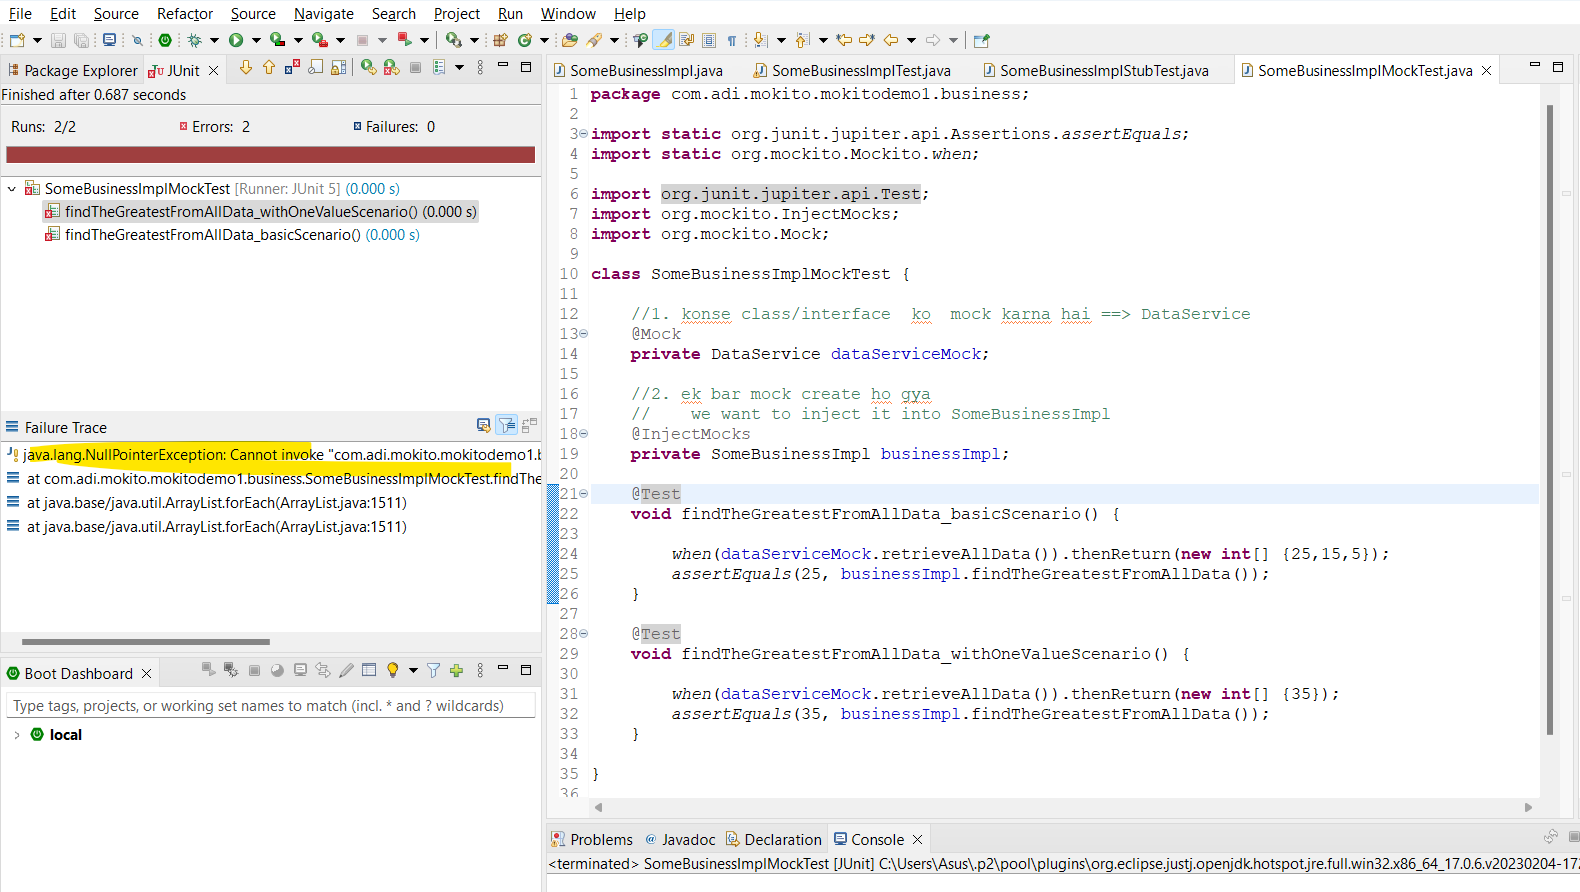 File Edit Source Refactor Source Navigate Search Project Run Window Help
Package Explorer JUnit
Finished after 0.687 seconds
Runs: 2/2 Errors: 2 Failures: 0
SomeBusinessImplMockTest [Runner: JUnit 5] (0.000 s)
findTheGreatestFromAllData_withOneValueScenario() (0.000 s)
findTheGreatestFromAllData_basicScenario() (0.000 s)
Failure Trace
java.lang.NullPointerException: Cannot invoke "com.adi.mokito.mokitodemo1.b
at com.adi.mokito.mokitodemo1.business.SomeBusinessImplMockTest.findThe
at java.base/java.util.ArrayList.forEach(ArrayList.java:1511)
at java.base/java.util.ArrayList.forEach(ArrayList.java:1511)
Boot Dashboard
Type tags, projects, or working set names to match (incl. * and ? wildcards)
local
SomeBusinessImpl.java SomeBusinessImplTest.java SomeBusinessImplStubTest.java SomeBusinessImplMockTest.java
1 package com.adi.mokito.mokitodemo1.business;
2
3 import static org.junit.jupiter.api.Assertions.assertEquals;
4 import static org.mockito.Mockito.when;
5
6 import org.junit.jupiter.api.Test;
7 import org.mockito.InjectMocks;
8 import org.mockito.Mock;
9
10 class SomeBusinessImplMockTest {
11
12 //1. konse class/interface  ko  mock karna hai ==> DataService
13 @Mock
14 private DataService dataServiceMock;
15
16 //2. ek bar mock create ho gya
17 //   we want to inject it into SomeBusinessImpl
18 @InjectMocks
19 private SomeBusinessImpl businessImpl;
20
21 @Test
22 void findTheGreatestFromAllData_basicScenario() {
23
24 when(dataServiceMock.retrieveAllData()).thenReturn(new int[] {25,15,5});
25 assertEquals(25, businessImpl.findTheGreatestFromAllData());
26 }
27
28 @Test
29 void findTheGreatestFromAllData_withOneValueScenario() {
30
31 when(dataServiceMock.retrieveAllData()).thenReturn(new int[] {35});
32 assertEquals(35, businessImpl.findTheGreatestFromAllData());
33 }
34
35 }
36
Problems @ Javadoc Declaration Console
<terminated> SomeBusinessImplMockTest [JUnit] C:\Users\Asus\.p2\pool\plugins\org.eclipse.justj.openjdk.hotspot.jre.full.win32.x86_64_17.0.6.v20230204-17